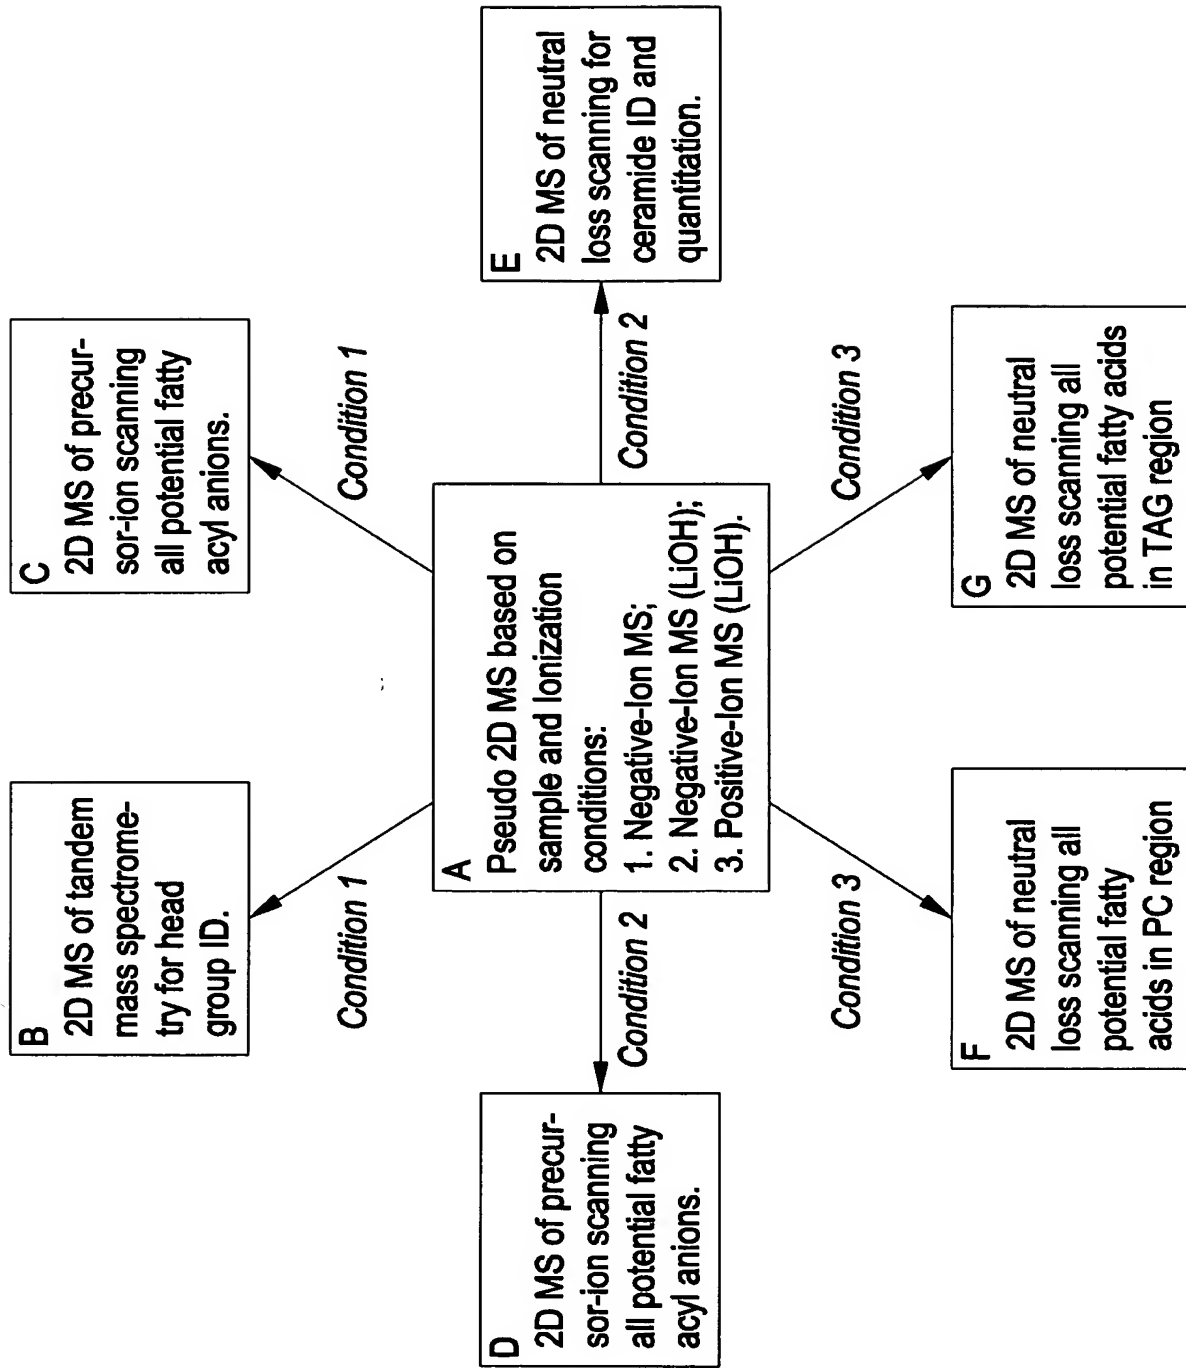 B
2D MS of tandem
mass spectrome-
try for head
group ID.
C
2D MS of precur-
sor-ion scanning
all potential fatty
acyl anions.
Condition 1
Condition 1
D
2D MS of precur-
sor-ion scanning
all potential fatty
acyl anions.
Condition 2
A
Pseudo 2D MS based on
sample and Ionization
conditions:
1. Negative-Ion MS;
2. Negative-Ion MS (LiOH);
3. Positive-Ion MS (LiOH).
Condition 2
E
2D MS of neutral
loss scanning for
ceramide ID and
quantitation.
Condition 3
Condition 3
F
2D MS of neutral
loss scanning all
potential fatty
acids in PC region
G
2D MS of neutral
loss scanning all
potential fatty acids
in TAG region